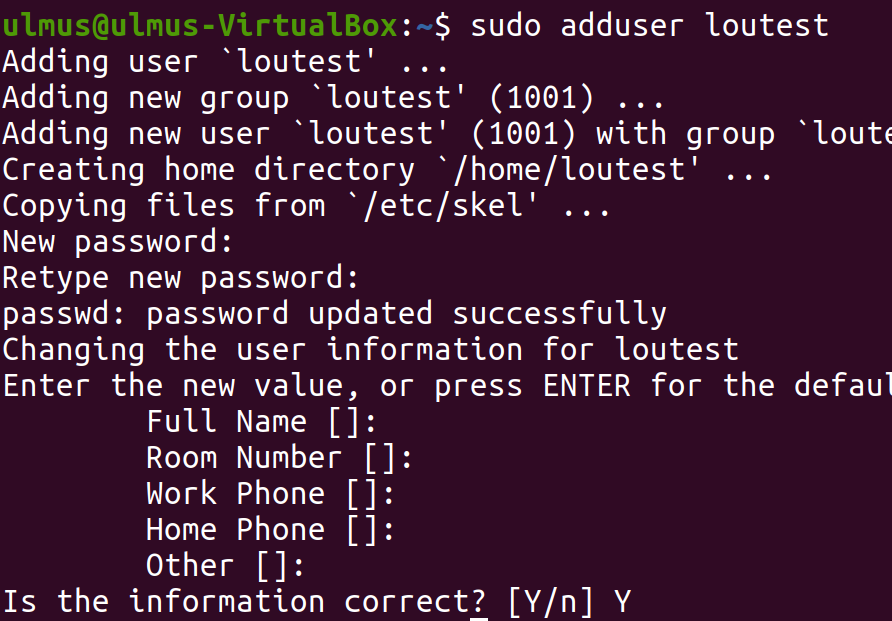 ulmus@ulmus-VirtualBox:~$ sudo adduser loutest
Adding user `loutest' ...
Adding new group `loutest' (1001) ...
Adding new user `loutest' (1001) with group `loute
Creating home directory `/home/loutest' ...
Copying files from `/etc/skel' ...
New password:
Retype new password:
passwd: password updated successfully
Changing the user information for loutest
Enter the new value, or press ENTER for the defaul
Full Name []:
Room Number []:
Work Phone []:
Home Phone []:
Other []:
Is the information correct? [Y/n] Y